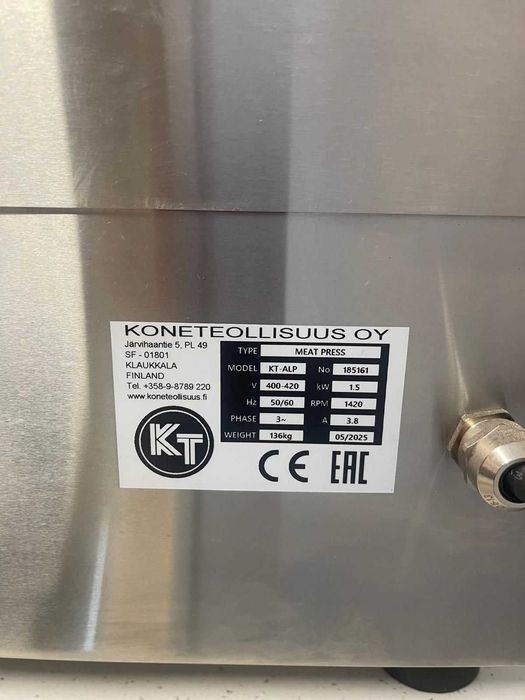 KONETEOLLISUUS OY
Järvihaantie 5, PL 49
SF - 01801
KLAUKKALA
FINLAND
Tel. +358-9-8789 220
www.koneteollisuus.fi
KT
TYPE MEAT PRESS
MODEL KT-ALP No 185161
V 400-420 kW 1.5
Hz 50/60 RPM 1420
PHASE 3~ A 3.8
WEIGHT 136kg 05/2025
CE EAC